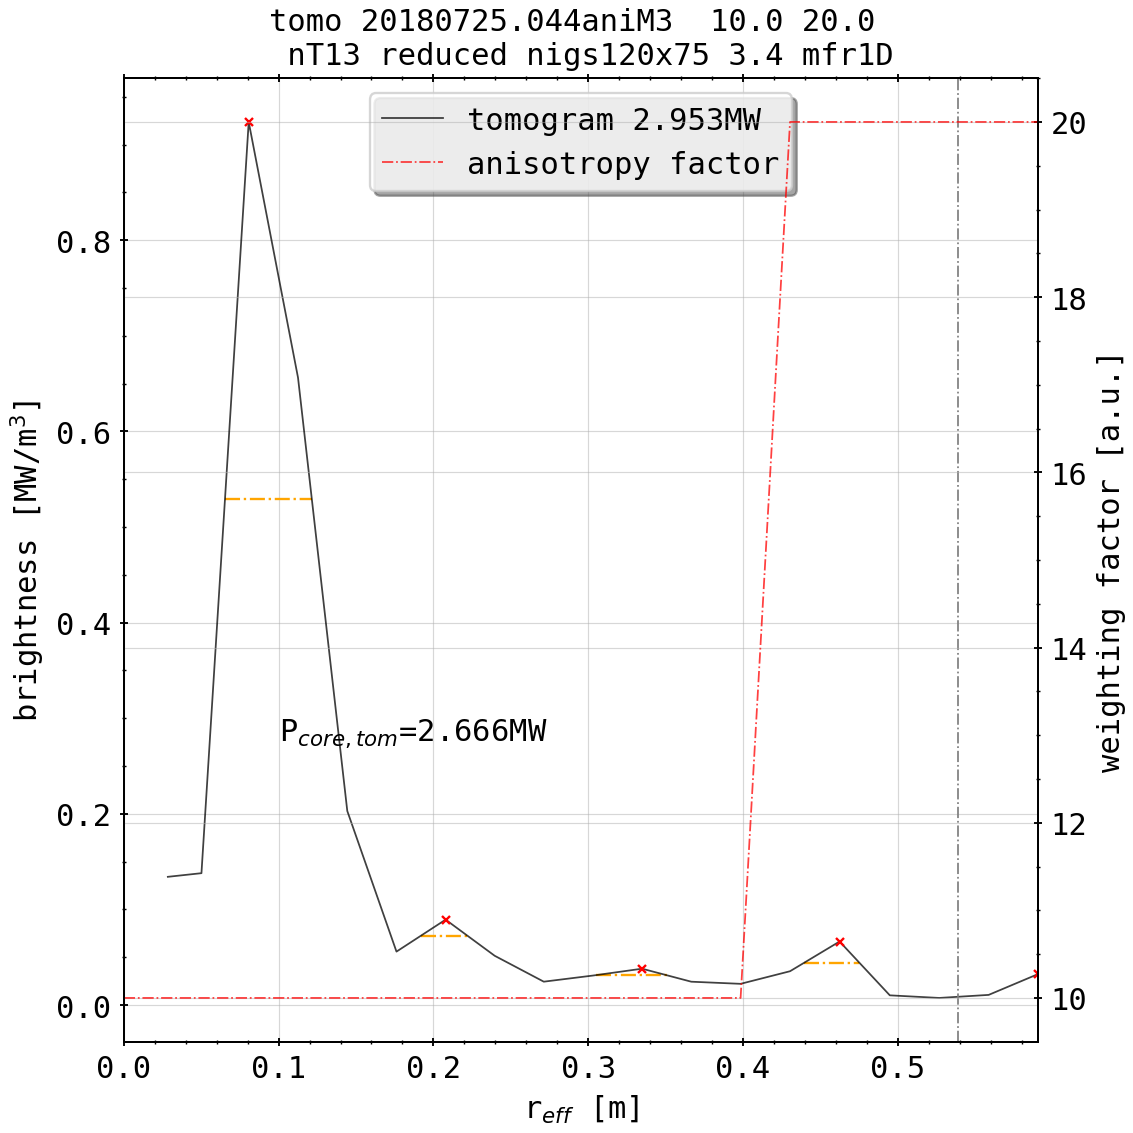 tomo 20180725.044aniM3  10.0 20.0
nT13 reduced nigs120x75 3.4 mfr1D
tomogram 2.953MW
anisotropy factor
brightness [MW/m³]
0.8
0.6
0.4
0.2
0.0
P_core,tom=2.666MW
20
18
16
14
12
10
weighting factor [a.u.]
0.0 0.1 0.2 0.3 0.4 0.5
r_eff [m]